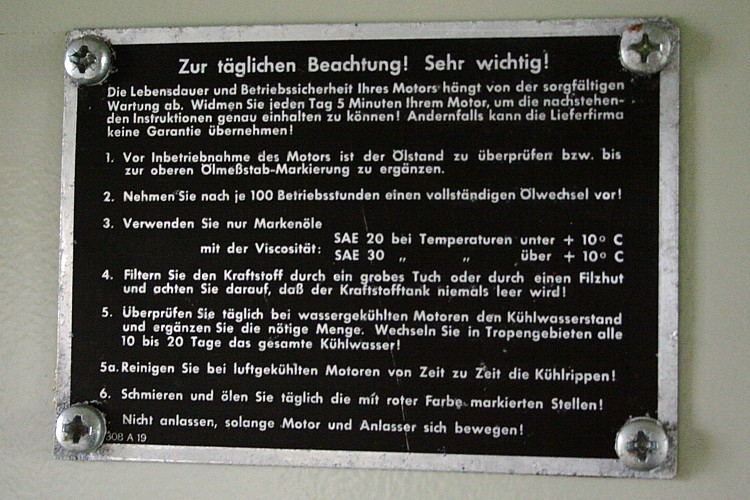 Zur täglichen Beachtung! Sehr wichtig!
Die Lebensdauer und Betriebssicherheit Ihres Motors hängt von der sorgfältigen
Wartung ab. Widmen Sie jeden Tag 5 Minuten Ihrem Motor, um die nachstehen-
den Instruktionen genau einhalten zu können! Andernfalls kann die Lieferfirma
keine Garantie übernehmen!
1. Vor Inbetriebnahme des Motors ist der Ölstand zu überprüfen bzw. bis
zur oberen Ölmeßstab-Markierung zu ergänzen.
2. Nehmen Sie nach je 100 Betriebsstunden einen vollständigen Ölwechsel vor!
3. Verwenden Sie nur Markenöle
mit der Viscosität: SAE 20 bei Temperaturen unter + 10° C
SAE 30 „ „ über + 10° C
4. Filtern Sie den Kraftstoff durch ein grobes Tuch oder durch einen Filzhut
und achten Sie darauf, daß der Kraftstofftank niemals leer wird!
5. Überprüfen Sie täglich bei wassergekühlten Motoren den Kühlwasserstand
und ergänzen Sie die nötige Menge. Wechseln Sie in Tropengebieten alle
10 bis 20 Tage das gesamte Kühlwasser!
5a. Reinigen Sie bei luftgekühlten Motoren von Zeit zu Zeit die Kühlrippen!
6. Schmieren und ölen Sie täglich die mit roter Farbe markierten Stellen!
Nicht anlassen, solange Motor und Anlasser sich bewegen!
308 A 19